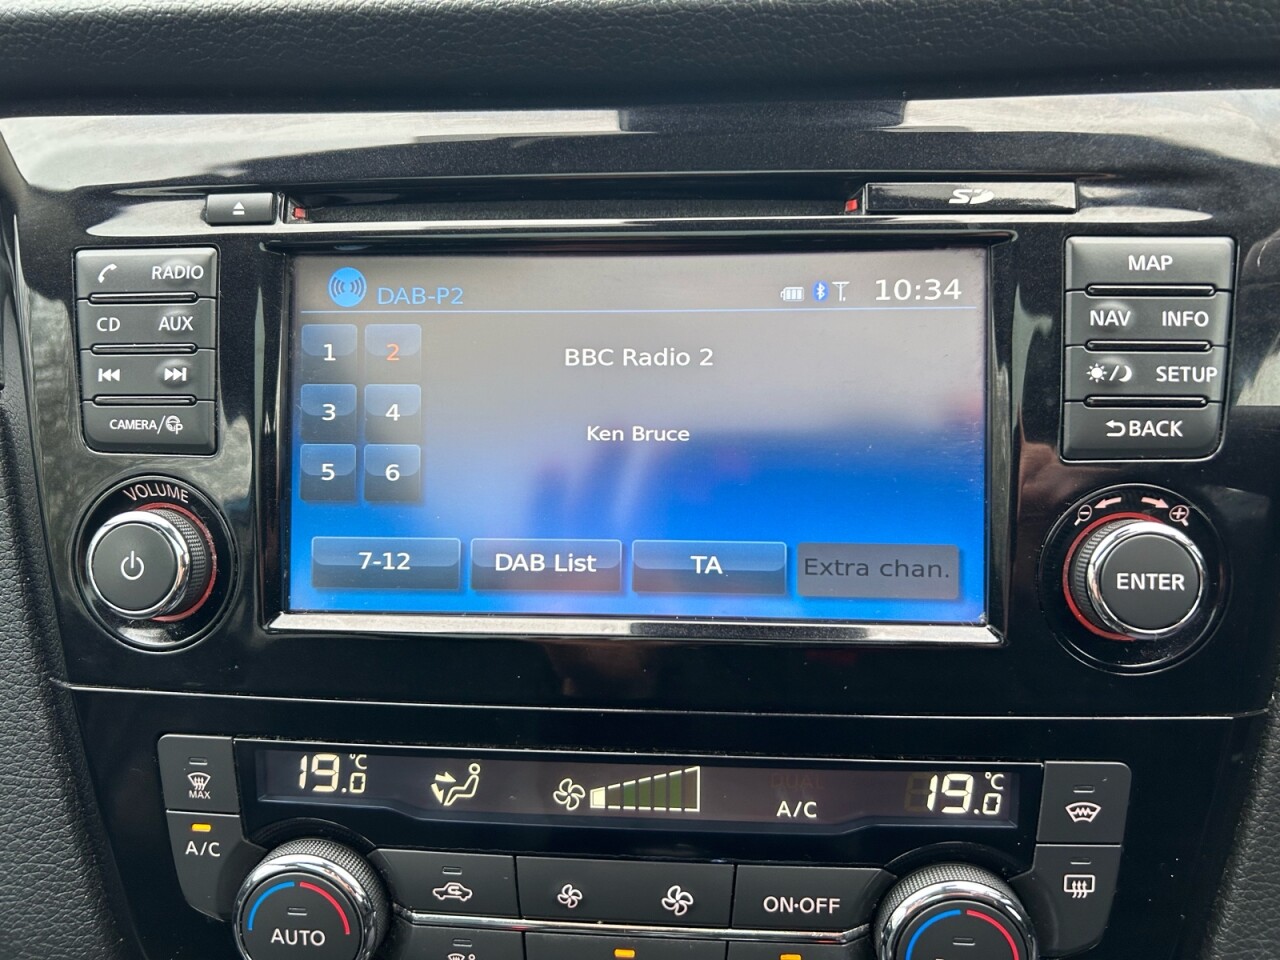 SD
RADIO
CD AUX
CAMERA/
VOLUME
DAB-P2
10:34
1 2
3 4
5 6
BBC Radio 2
Ken Bruce
7-12 DAB List TA Extra chan.
MAP
NAV INFO
SETUP
BACK
ENTER
19.0°C
A/C
19.0°C
MAX
A/C
AUTO
ON·OFF